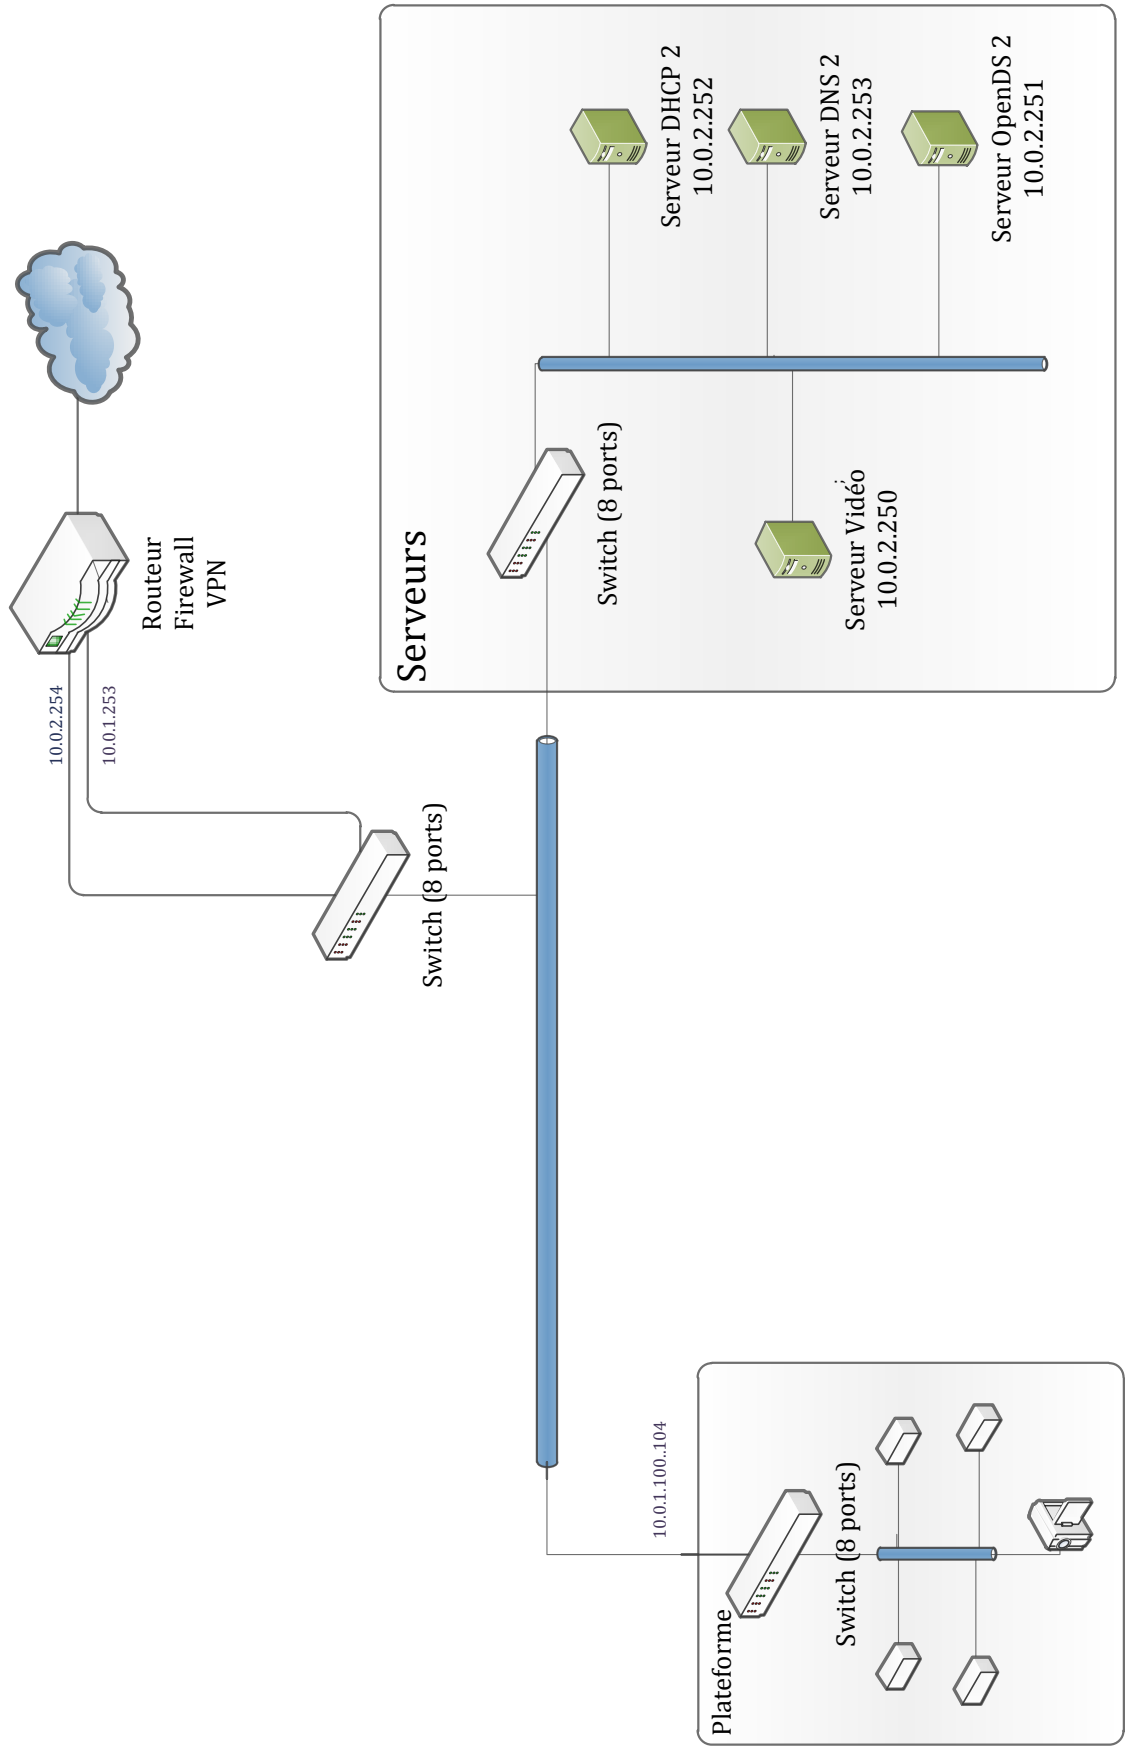 10.0.2.254
10.0.1.253
Routeur
Firewall
VPN
Switch (8 ports)
Serveurs
Switch (8 ports)
Serveur DHCP 2
10.0.2.252
Serveur DNS 2
10.0.2.253
Serveur OpenDS 2
10.0.2.251
Serveur Vidéo
10.0.2.250
10.0.1.100..104
Plateforme
Switch (8 ports)